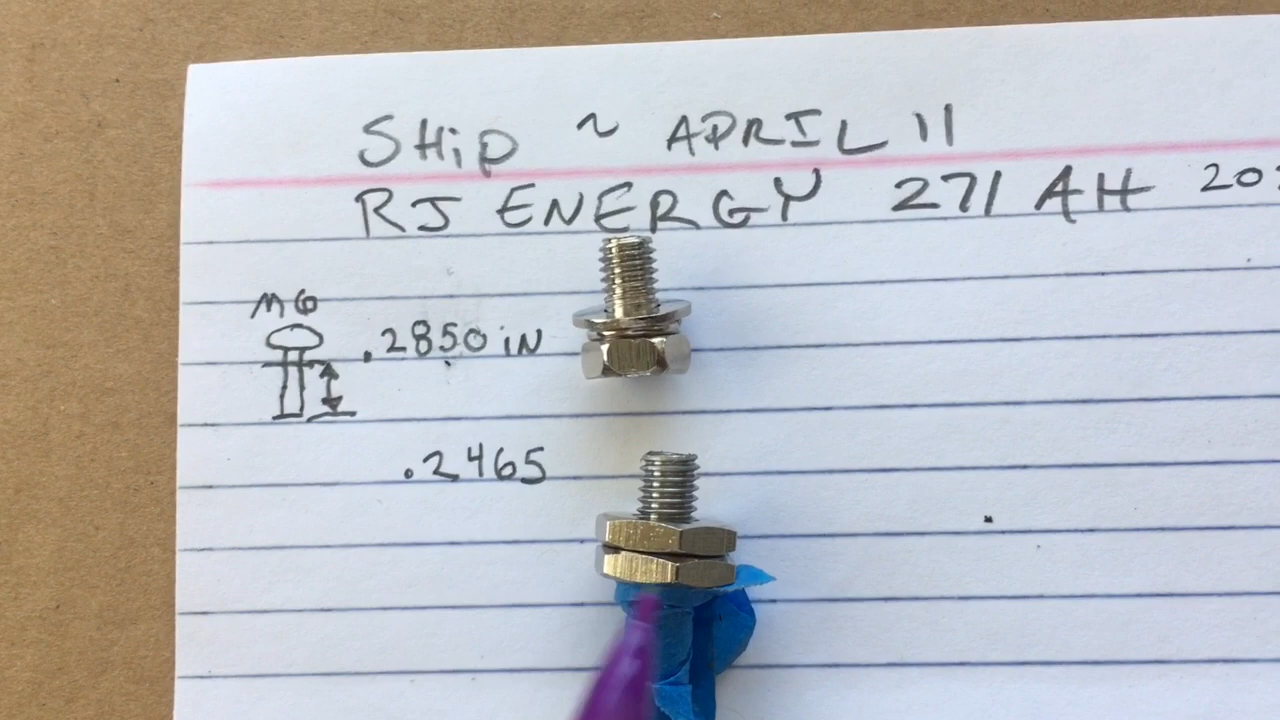 SHiP ~ APRIL 11
RJ ENERGY 271 AH
M6
.2850 iN
.2465